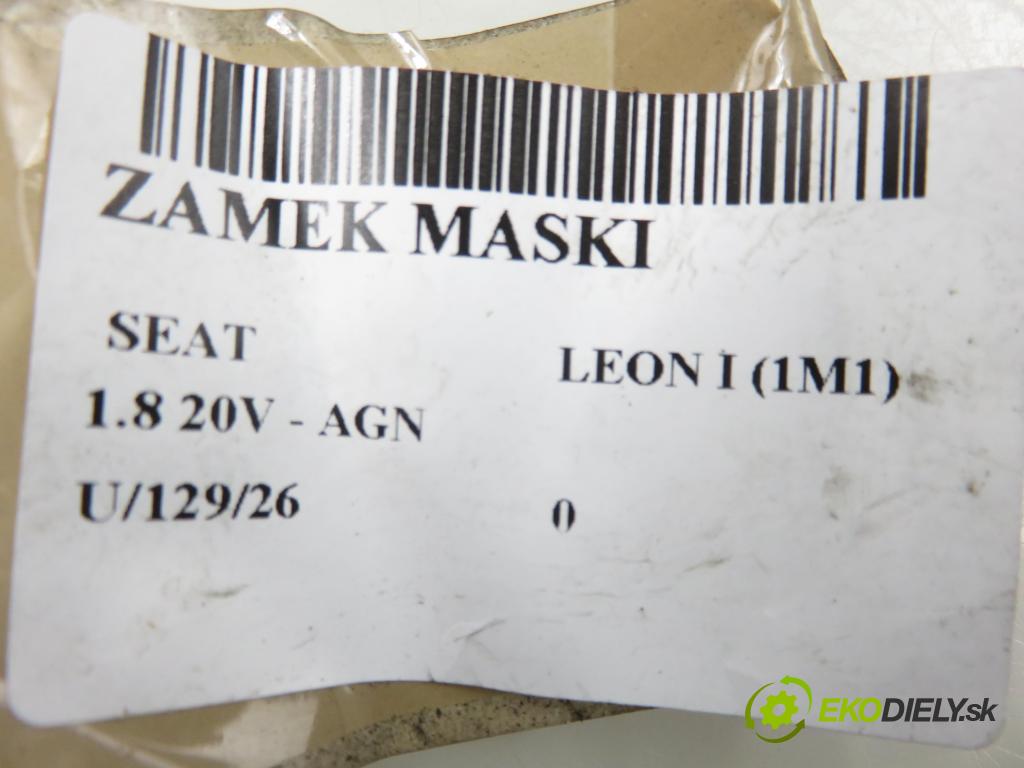 ZAMEK MASKI
SEAT LEON I (1M1)
1.8 20V - AGN
U/129/26 0
EKODIELY.sk